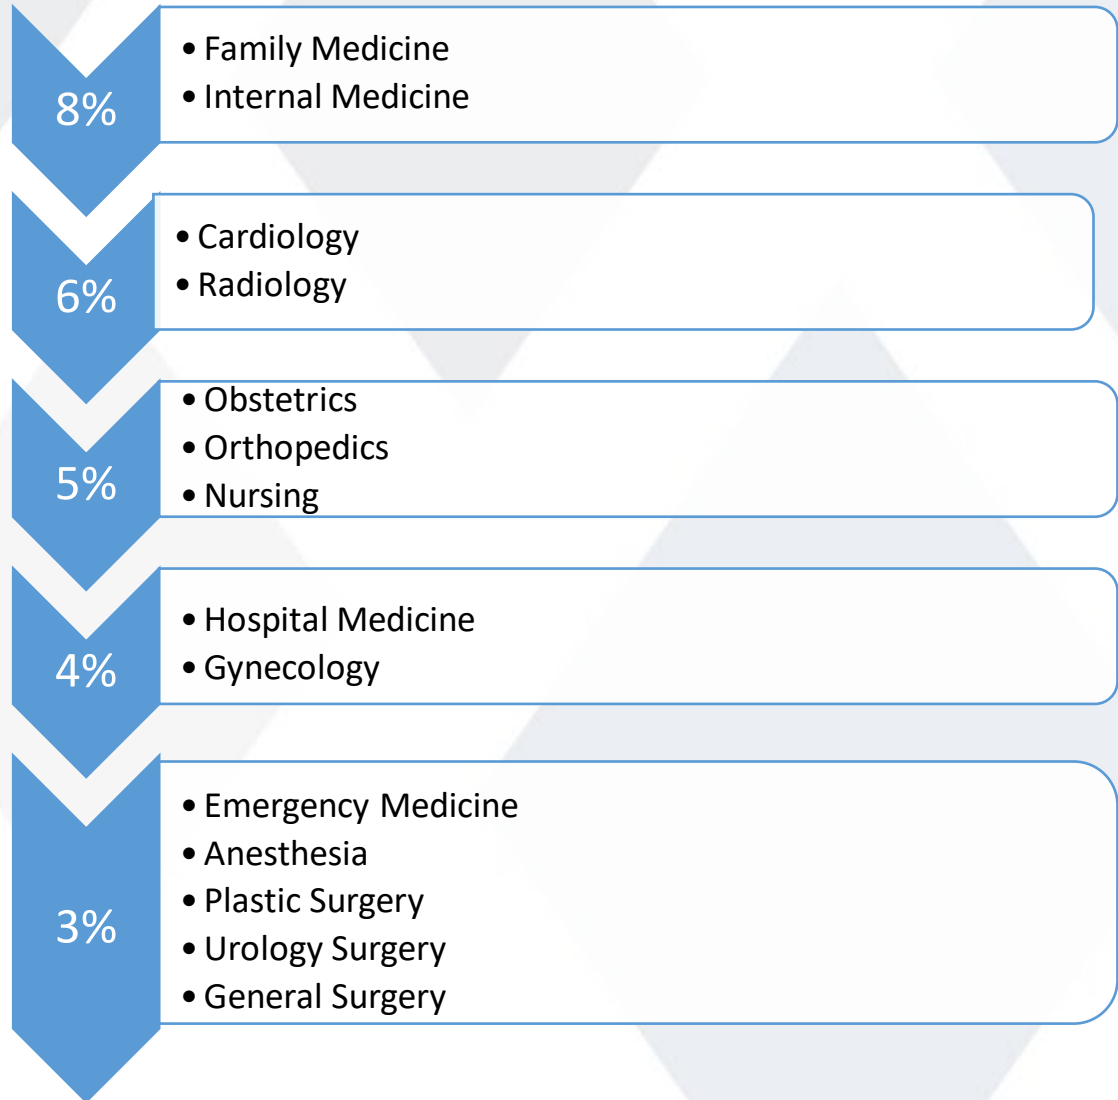 8%
• Family Medicine
• Internal Medicine
6%
• Cardiology
• Radiology
5%
• Obstetrics
• Orthopedics
• Nursing
4%
• Hospital Medicine
• Gynecology
3%
• Emergency Medicine
• Anesthesia
• Plastic Surgery
• Urology Surgery
• General Surgery